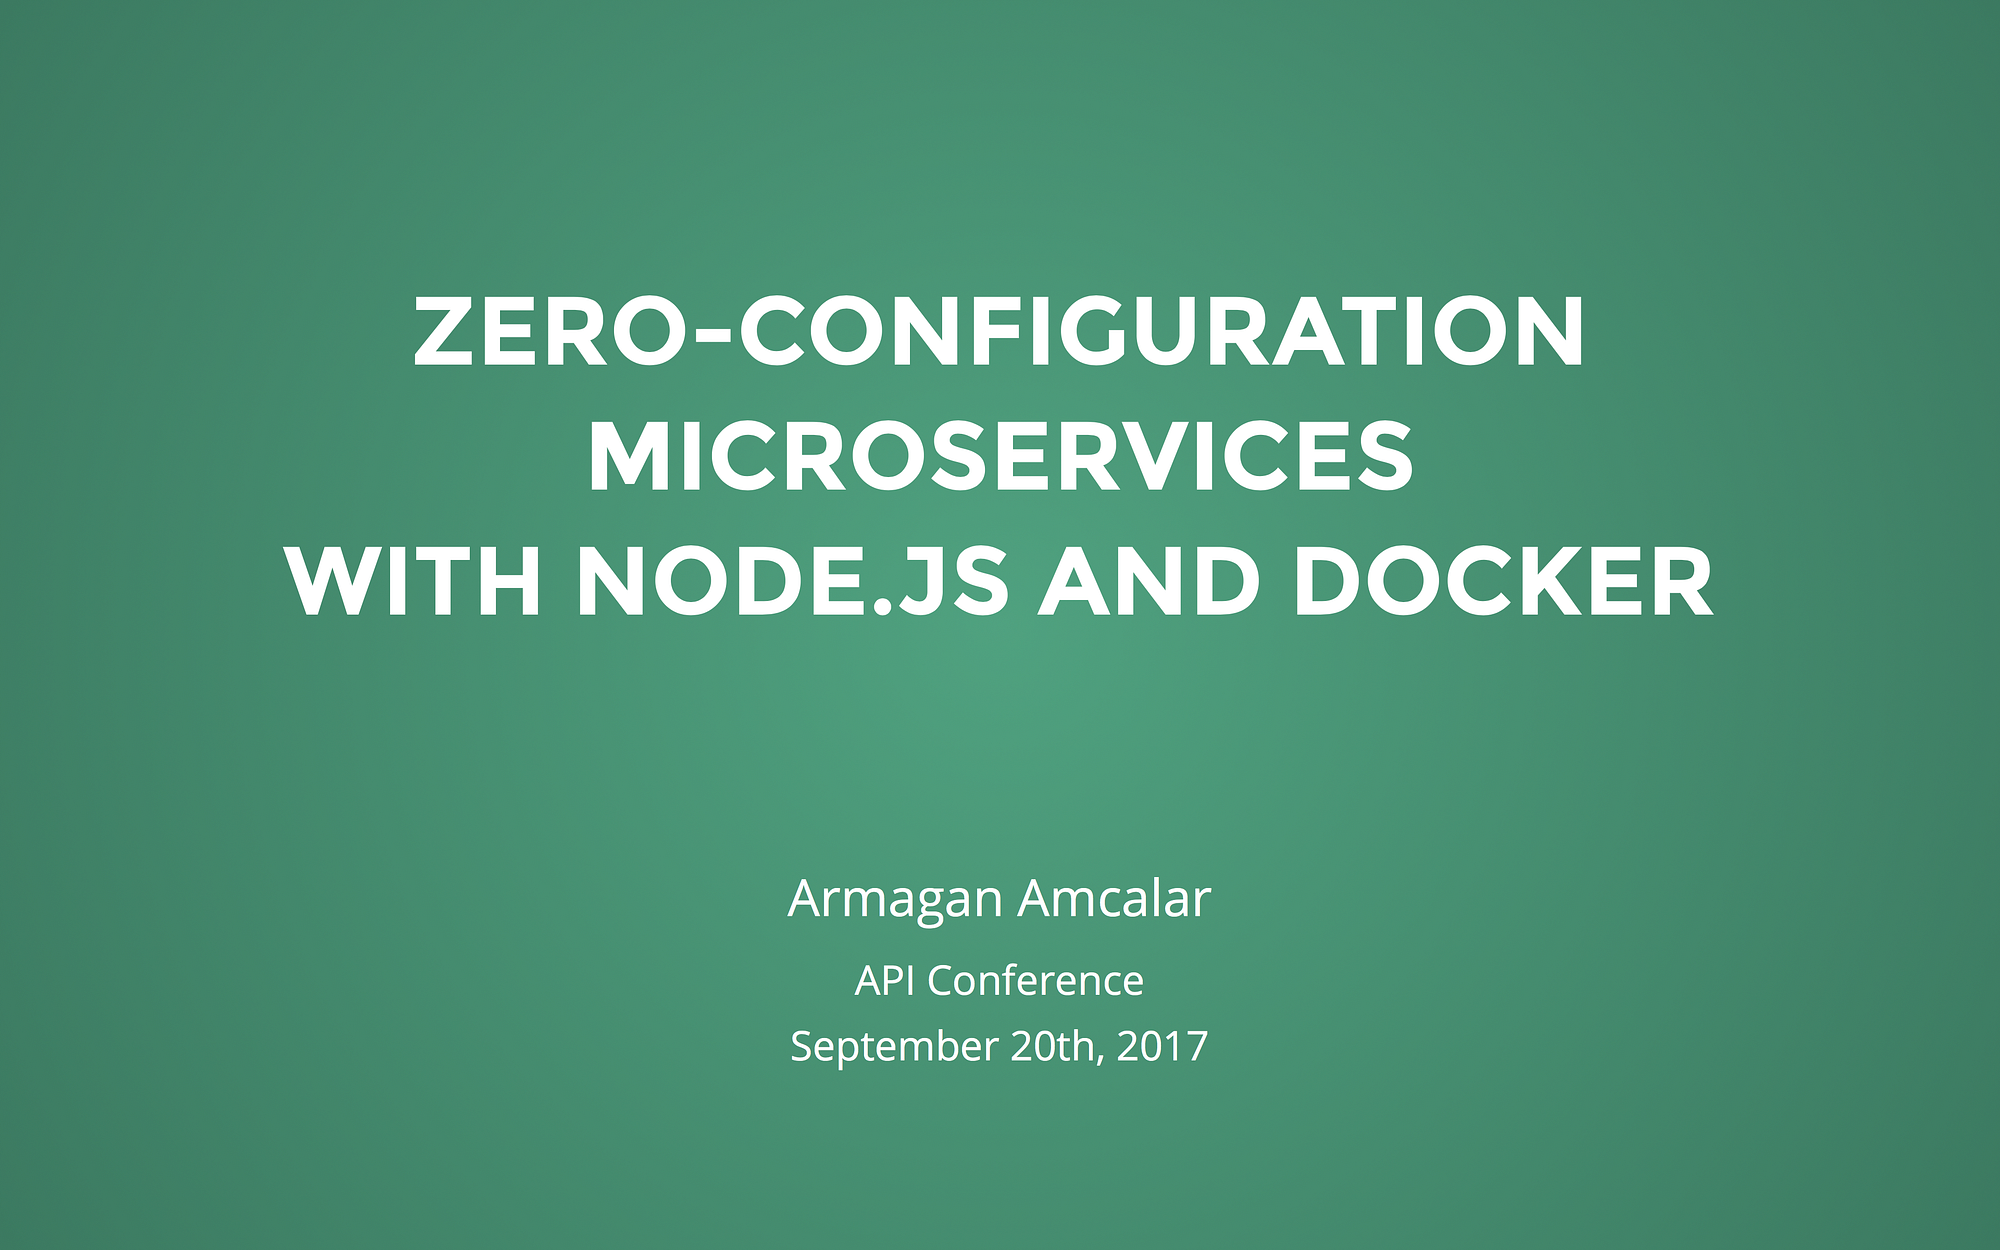 ZERO-CONFIGURATION
MICROSERVICES
WITH NODE.JS AND DOCKER
Armagan Amcalar
API Conference
September 20th, 2017